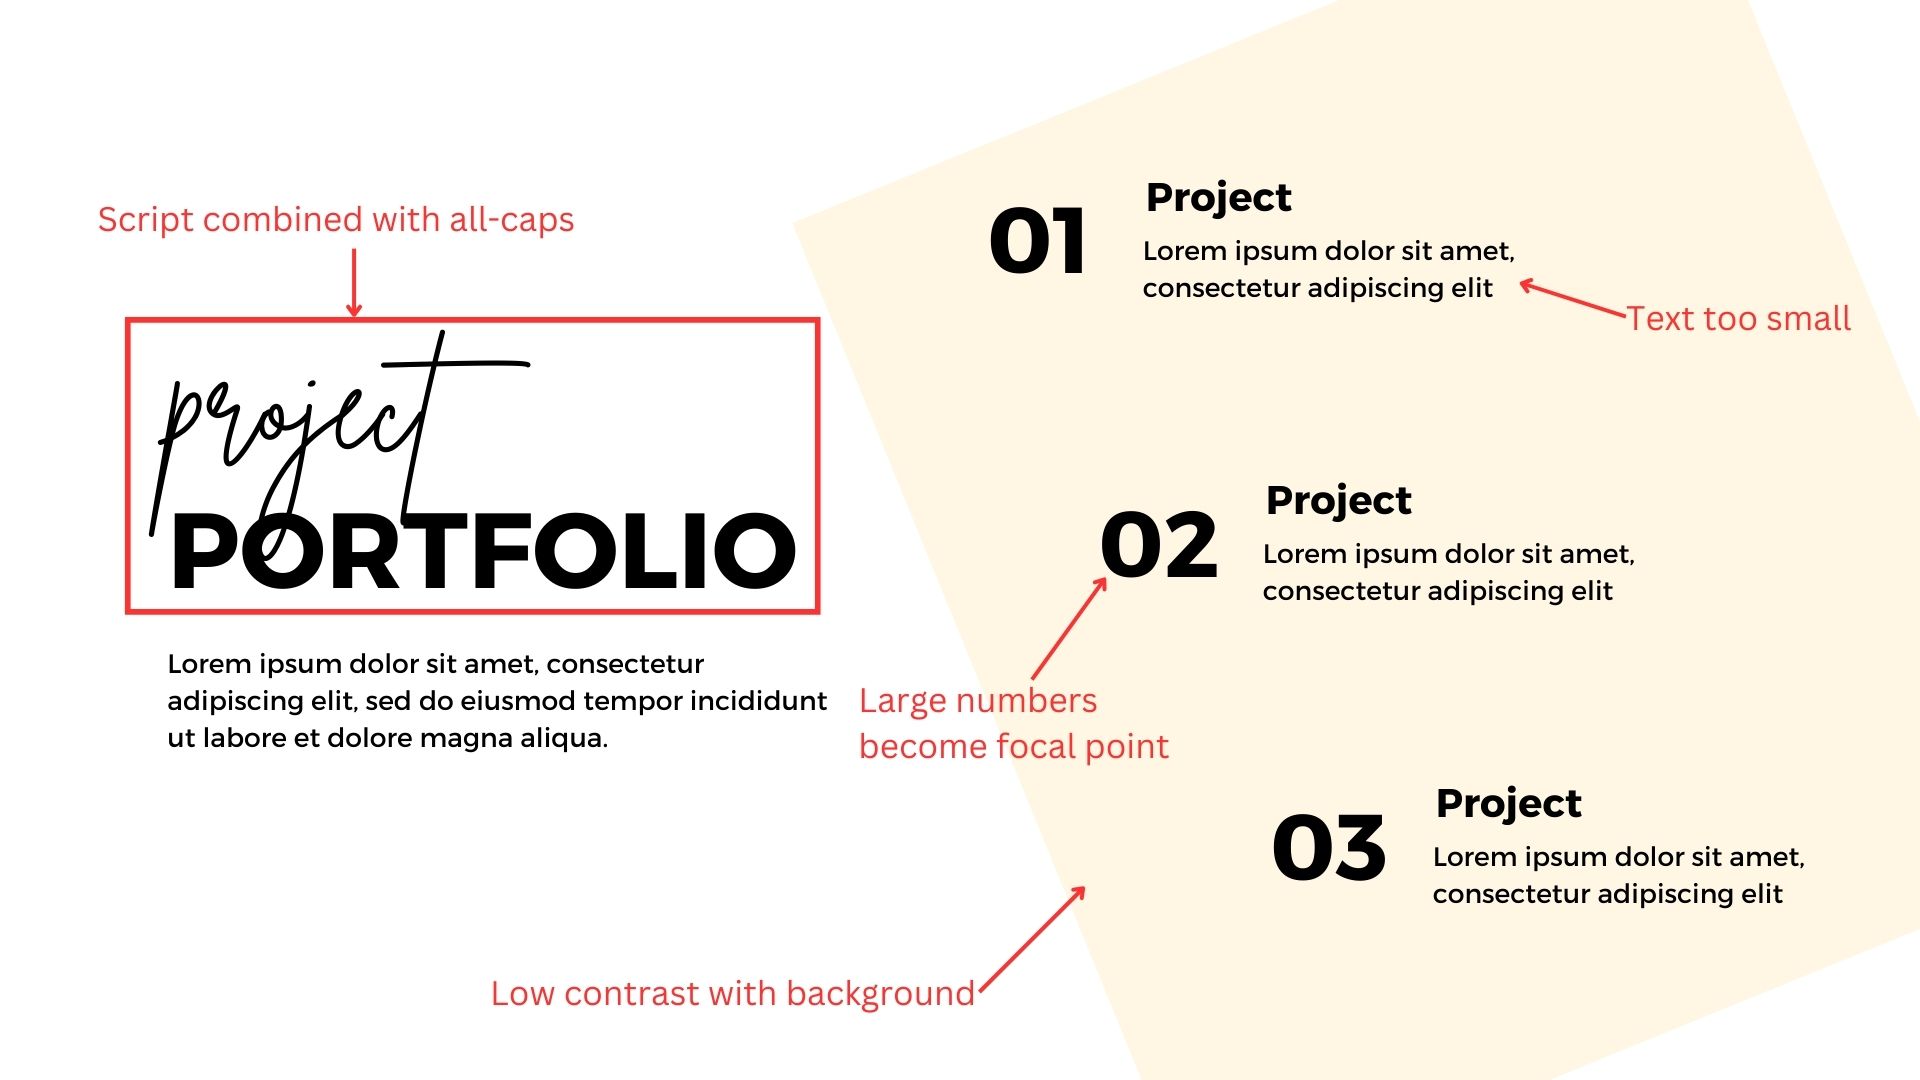 Script combined with all-caps
project
PORTFOLIO
Lorem ipsum dolor sit amet, consectetur
adipiscing elit, sed do eiusmod tempor incididunt
ut labore et dolore magna aliqua.
01
Project
Lorem ipsum dolor sit amet,
consectetur adipiscing elit
Text too small
02
Project
Lorem ipsum dolor sit amet,
consectetur adipiscing elit
Large numbers
become focal point
03
Project
Lorem ipsum dolor sit amet,
consectetur adipiscing elit
Low contrast with background